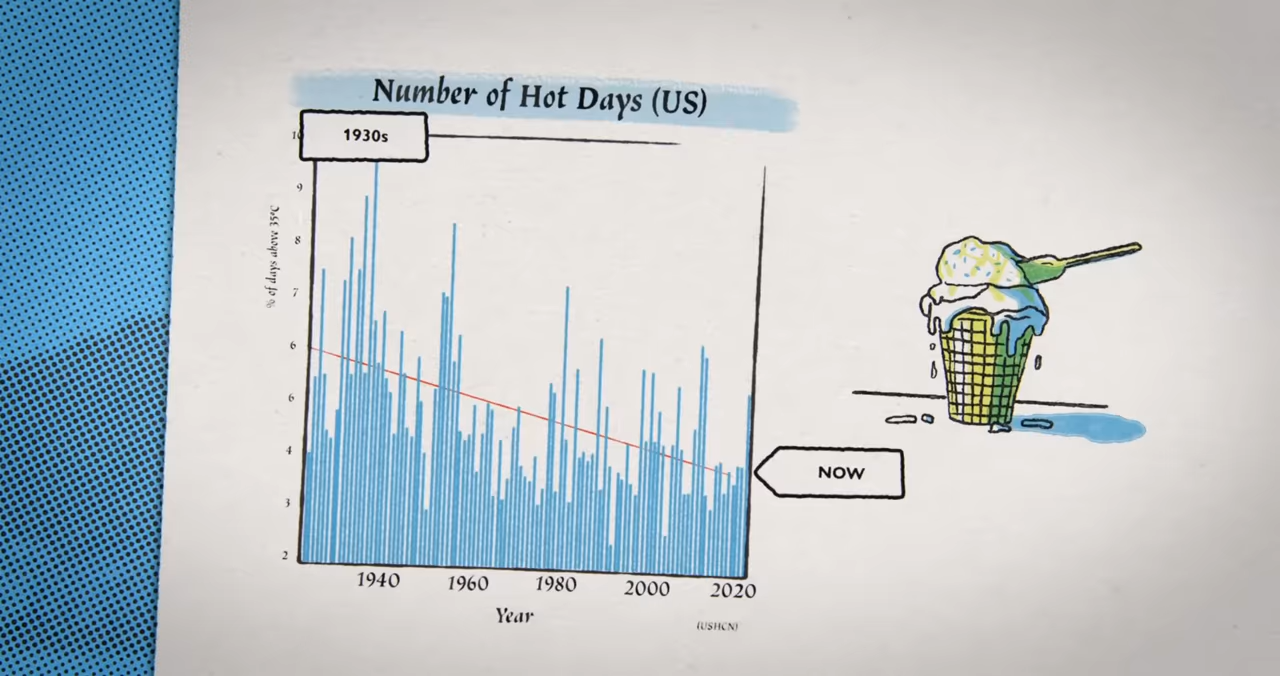 Number of Hot Days (US)
1930s
% of days above 35°C
10
9
8
7
6
6
4
3
2
NOW
1940 1960 1980 2000 2020
Year
(USHCN)